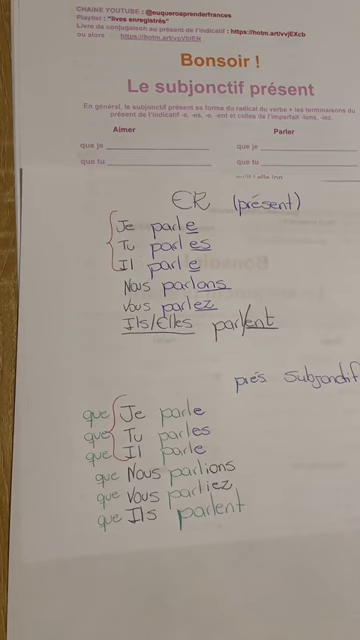 CHAINE YOUTUBE : @euqueroaprenderfrances
Playlist : "lives enregistrés"
Livre de conjugaison au présent de l'indicatif : https://hotm.art/vvjEXcb
ou alors https://hotm.art/vpVbIEN
Bonsoir !
Le subjonctif présent
En général, le subjonctif présent se forme du radical du verbe + les terminaisons du
présent de l'indicatif -e, -es, -e, -ent et celles de l'imparfait -ions, -iez.
Aimer Parler
que je que je
que tu que tu
ER (présent)
Je parle
Tu parles
Il parle
Nous parlons
Vous parlez
Ils/Elles parlent
prés subjonctif
que Je parle
que Tu parles
que Il parle
que Nous parlions
que Vous parliez
que Ils parlent